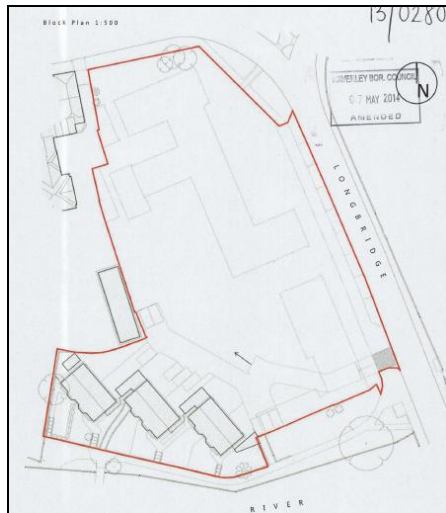 Block Plan 1:500
13/0280
WAVERLEY BOR. COUNCIL
07 MAY 2014
AMENDED
N
LONGBRIDGE
RIVER